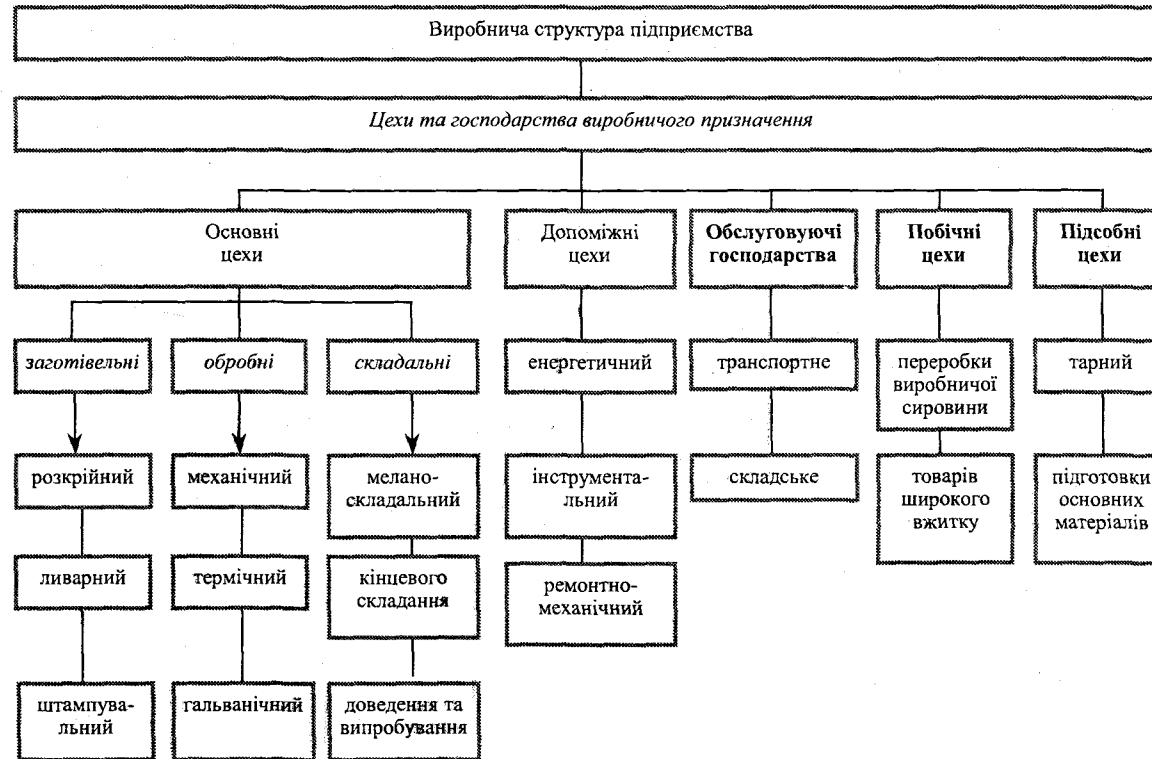 Виробнича структура підприємства
Цехи та господарства виробничого призначення
Основні
цехи
Допоміжні
цехи
Обслуговуючі
господарства
Побічні
цехи
Підсобні
цехи
заготівельні
обробні
складальні
енергетичний
транспортне
переробки
виробничої
сировини
тарний
розкрійний
механічний
мелано-
складальний
інструмента-
льний
складське
товарів
широкого
вжитку
підготовки
основних
матеріалів
ливарний
термічний
кінцевого
складання
ремонтно-
механічний
штампува-
льний
гальванічний
доведення та
випробування